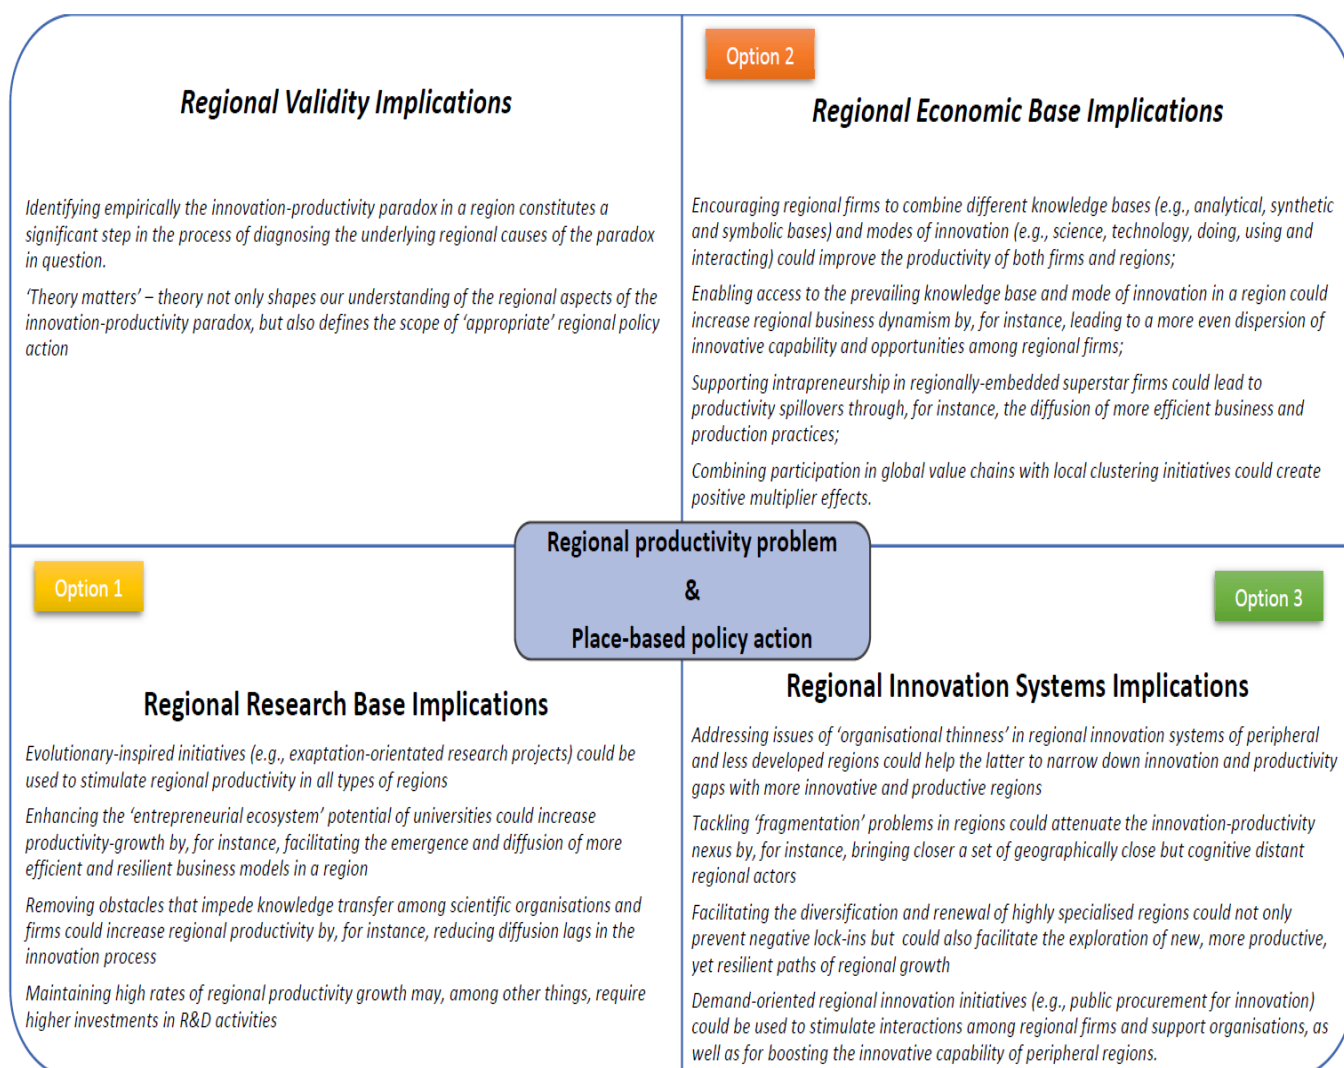 Regional Validity Implications
Identifying empirically the innovation-productivity paradox in a region constitutes a
significant step in the process of diagnosing the underlying regional causes of the paradox
in question.
‘Theory matters’ – theory not only shapes our understanding of the regional aspects of the
innovation-productivity paradox, but also defines the scope of ‘appropriate’ regional policy
action
Option 2
Regional Economic Base Implications
Encouraging regional firms to combine different knowledge bases (e.g., analytical, synthetic
and symbolic bases) and modes of innovation (e.g., science, technology, doing, using and
interacting) could improve the productivity of both firms and regions;
Enabling access to the prevailing knowledge base and mode of innovation in a region could
increase regional business dynamism by, for instance, leading to a more even dispersion of
innovative capability and opportunities among regional firms;
Supporting intrapreneurship in regionally-embedded superstar firms could lead to
productivity spillovers through, for instance, the diffusion of more efficient business and
production practices;
Combining participation in global value chains with local clustering initiatives could create
positive multiplier effects.
Regional productivity problem
&
Place-based policy action
Option 1
Regional Research Base Implications
Evolutionary-inspired initiatives (e.g., exaptation-orientated research projects) could be
used to stimulate regional productivity in all types of regions
Enhancing the ‘entrepreneurial ecosystem’ potential of universities could increase
productivity-growth by, for instance, facilitating the emergence and diffusion of more
efficient and resilient business models in a region
Removing obstacles that impede knowledge transfer among scientific organisations and
firms could increase regional productivity by, for instance, reducing diffusion lags in the
innovation process
Maintaining high rates of regional productivity growth may, among other things, require
higher investments in R&D activities
Option 3
Regional Innovation Systems Implications
Addressing issues of ‘organisational thinness’ in regional innovation systems of peripheral
and less developed regions could help the latter to narrow down innovation and productivity
gaps with more innovative and productive regions
Tackling ‘fragmentation’ problems in regions could attenuate the innovation-productivity
nexus by, for instance, bringing closer a set of geographically close but cognitive distant
regional actors
Facilitating the diversification and renewal of highly specialised regions could not only
prevent negative lock-ins but could also facilitate the exploration of new, more productive,
yet resilient paths of regional growth
Demand-oriented regional innovation initiatives (e.g., public procurement for innovation)
could be used to stimulate interactions among regional firms and support organisations, as
well as for boosting the innovative capability of peripheral regions.